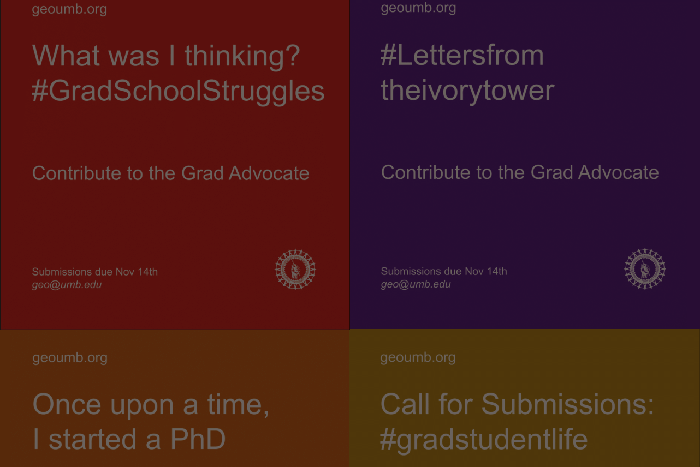 geoumb.org
What was I thinking?
#GradSchoolStruggles
Contribute to the Grad Advocate
Submissions due Nov 14th
geo@umb.edu
geoumb.org
#Lettersfrom
theivorytower
Contribute to the Grad Advocate
Submissions due Nov 14th
geo@umb.edu
geoumb.org
Once upon a time,
I started a PhD
geoumb.org
Call for Submissions:
#gradstudentlife